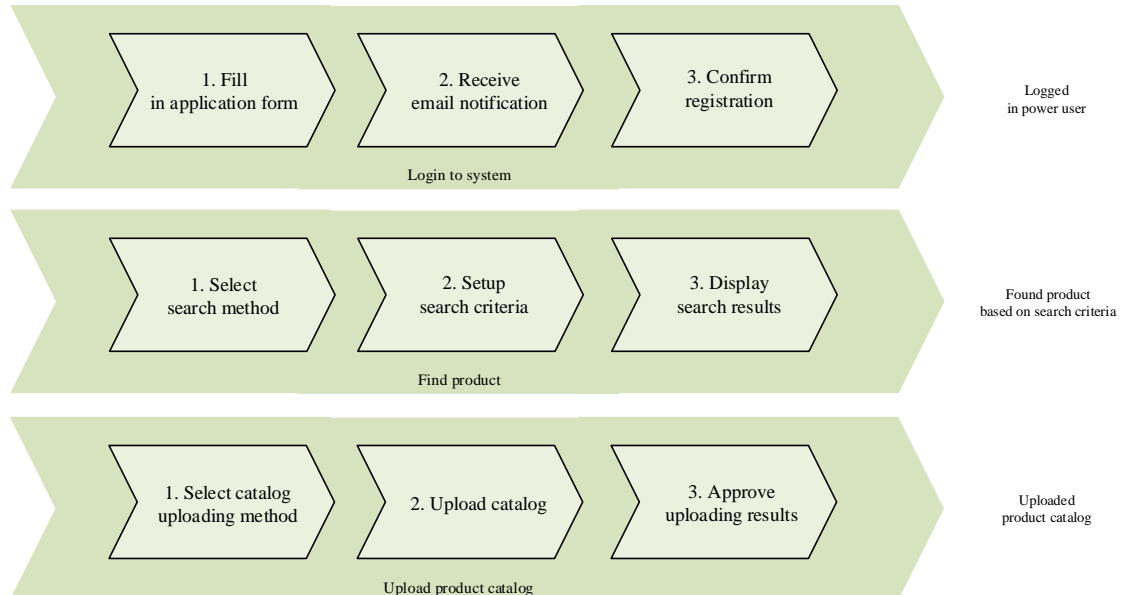 1. Fill
in application form
2. Receive
email notification
3. Confirm
registration
Logged
in power user
Login to system
1. Select
search method
2. Setup
search criteria
3. Display
search results
Found product
based on search criteria
Find product
1. Select catalog
uploading method
2. Upload catalog
3. Approve
uploading results
Uploaded
product catalog
Upload product catalog